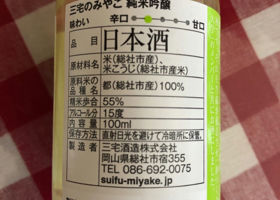 三宅のみやこ 純米吟醸
味わい 辛口 甘口
品目 日本酒
原材料名 米(総社市産)、
米こうじ(総社市産米)
原料米の品種 都(総社市産)100%
精米歩合 55%
アルコール分 15度
内容量 100ml
保存方法 直射日光を避けて冷暗所に保管。
製造者 三宅酒造株式会社
岡山県総社市宿355
TEL 086-692-0075
suifu-miyake.jp